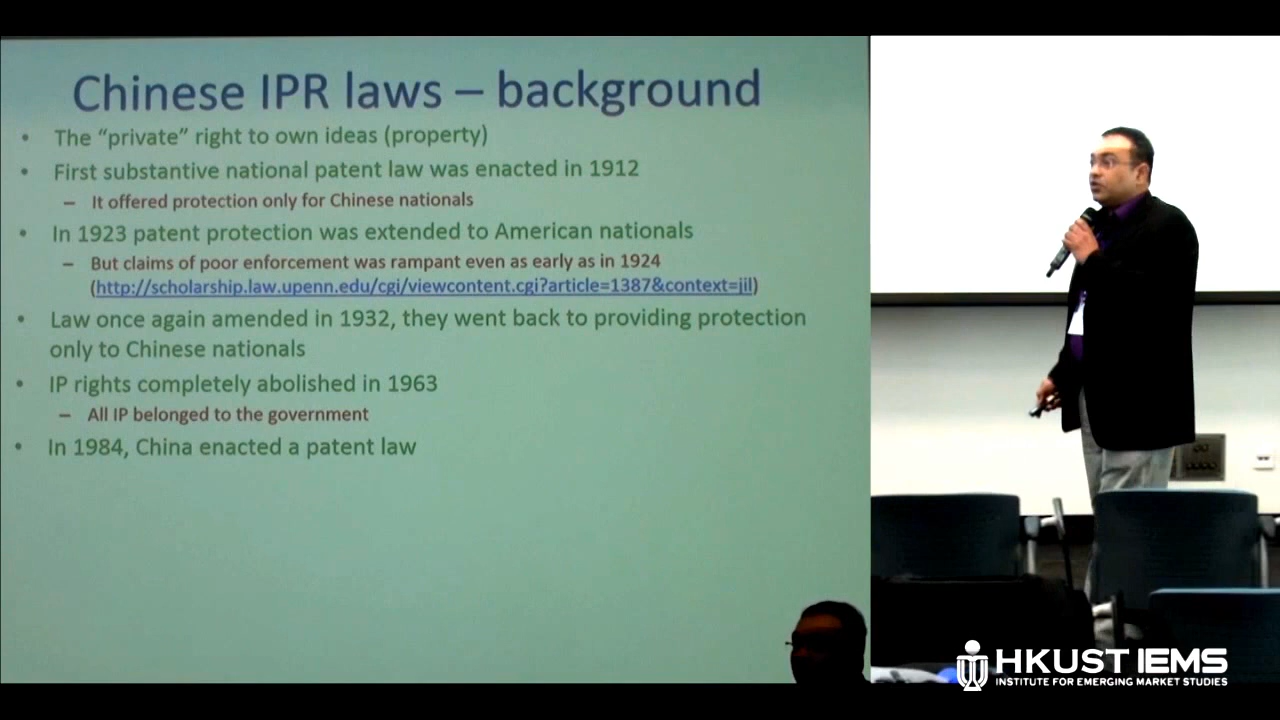 Chinese IPR laws – background
• The “private” right to own ideas (property)
• First substantive national patent law was enacted in 1912
– It offered protection only for Chinese nationals
• In 1923 patent protection was extended to American nationals
– But claims of poor enforcement was rampant even as early as in 1924
(http://scholarship.law.upenn.edu/cgi/viewcontent.cgi?article=1387&context=jil)
• Law once again amended in 1932, they went back to providing protection
only to Chinese nationals
• IP rights completely abolished in 1963
– All IP belonged to the government
• In 1984, China enacted a patent law
HKUST IEMS
INSTITUTE FOR EMERGING MARKET STUDIES